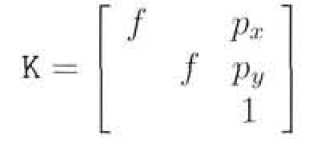 K = [ f p_x
f p_y
1 ]